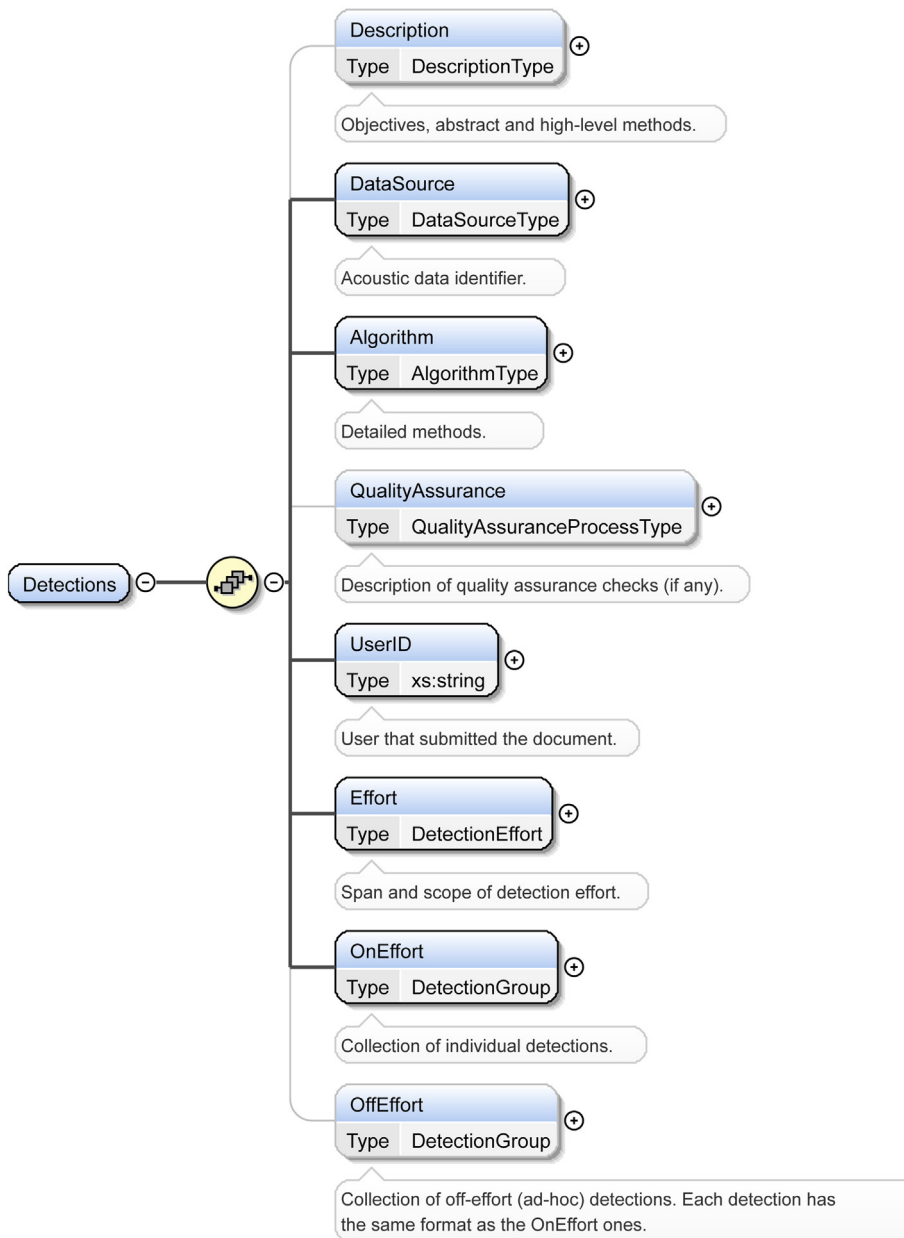 Description
Type DescriptionType
Objectives, abstract and high-level methods.
DataSource
Type DataSourceType
Acoustic data identifier.
Algorithm
Type AlgorithmType
Detailed methods.
QualityAssurance
Type QualityAssuranceProcessType
Description of quality assurance checks (if any).
Detections
UserID
Type xs:string
User that submitted the document.
Effort
Type DetectionEffort
Span and scope of detection effort.
OnEffort
Type DetectionGroup
Collection of individual detections.
OffEffort
Type DetectionGroup
Collection of off-effort (ad-hoc) detections. Each detection has
the same format as the OnEffort ones.